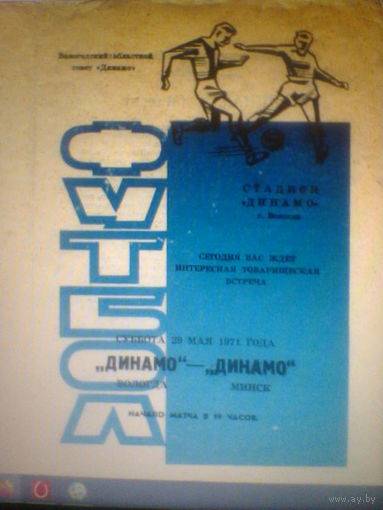 Вологодский областной
совет «Динамо»
ФУТБОЛ
СТАДИОН
«ДИНАМО»
г. Вологда
СЕГОДНЯ ВАС ЖДЕТ
ИНТЕРЕСНАЯ ТОВАРИЩЕСКАЯ
ВСТРЕЧА
СУББОТА 29 МАЯ 1971 ГОДА
„ДИНАМО“ — „ДИНАМО“
ВОЛОГДА МИНСК
НАЧАЛО МАТЧА В 19 ЧАСОВ.
www.ay.by